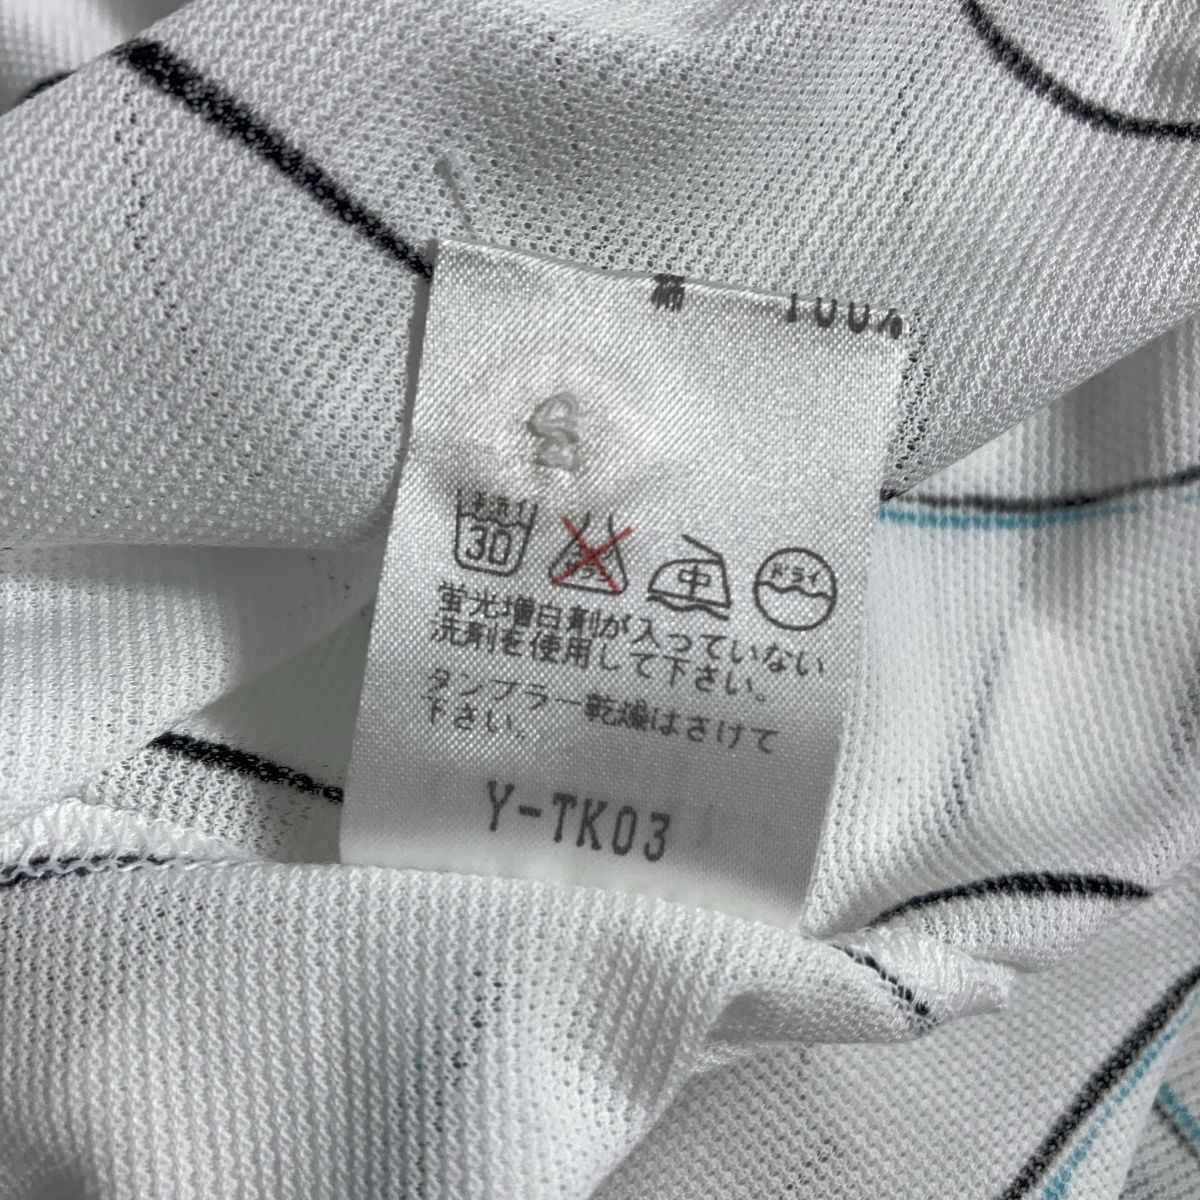 綿 100%
30
中 ドライ
蛍光増白剤が入っていない
洗剤を使用して下さい。
タンブラー乾燥はさけて
下さい。
Y-TK03